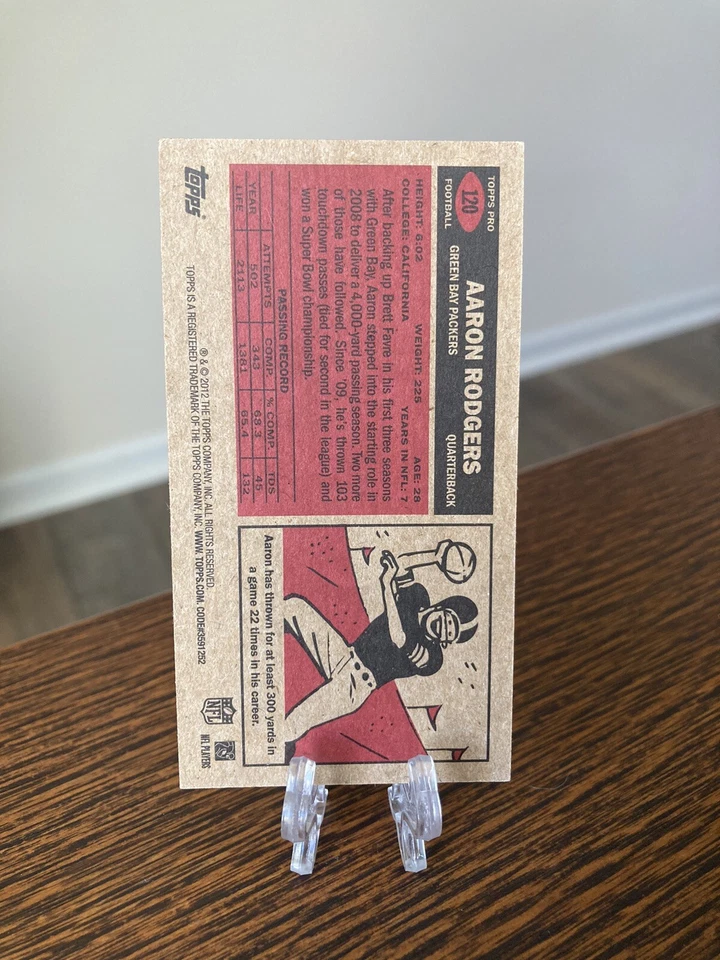 TOPPS PRO
120
FOOTBALL
AARON RODGERS
GREEN BAY PACKERS
QUARTERBACK
HEIGHT: 6:02 WEIGHT: 225 AGE: 28
COLLEGE: CALIFORNIA YEARS IN NFL: 7
After backing up Brett Favre in his first three seasons
with Green Bay, Aaron stepped into the starting role in
2008 to deliver a 4,000-yard passing season. Two more
of those have followed. Since '09, he's thrown 103
touchdown passes (tied for second in the league) and
won a Super Bowl championship.
PASSING RECORD
ATTEMPTS COMP. % COMP. TDS
YEAR 502 343 68.3 45
LIFE 2113 1381 65.4 132
Aaron has thrown for at least 300 yards in
a game 22 times in his career.
topps
® & © 2012 THE TOPPS COMPANY, INC. ALL RIGHTS RESERVED.
TOPPS IS A REGISTERED TRADEMARK OF THE TOPPS COMPANY, INC. WWW.TOPPS.COM. CODE#3591252
NFL
NFL PLAYERS